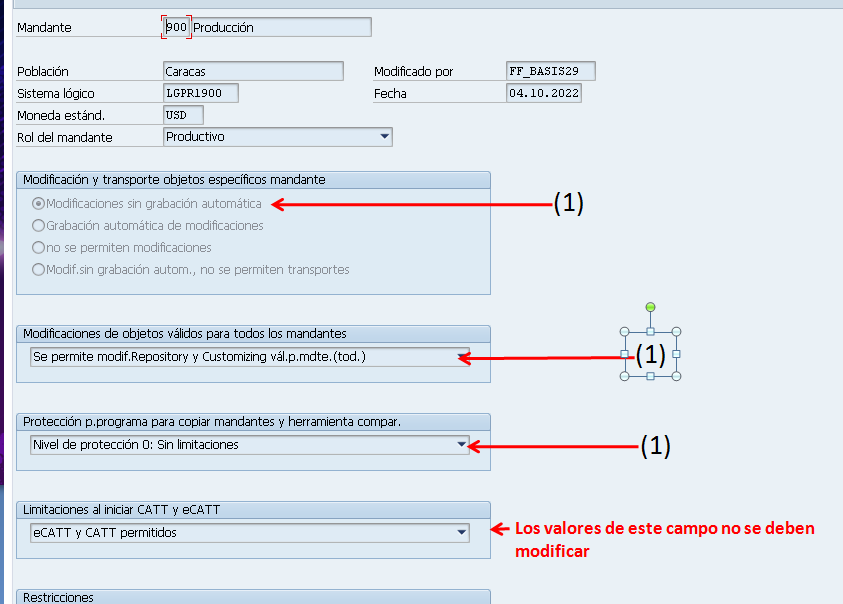 Mandante 900 Producción
Población Caracas Modificado por FF_BASIS29
Sistema lógico LGPR1900 Fecha 04.10.2022
Moneda estánd. USD
Rol del mandante Productivo
Modificación y transporte objetos específicos mandante
Modificaciones sin grabación automática (1)
Grabación automática de modificaciones
no se permiten modificaciones
Modif.sin grabación autom., no se permiten transportes
Modificaciones de objetos válidos para todos los mandantes
Se permite modif.Repository y Customizing vál.p.mdte.(tod.) (1)
Protección p.programa para copiar mandantes y herramienta compar.
Nivel de protección 0: Sin limitaciones (1)
Limitaciones al iniciar CATT y eCATT
eCATT y CATT permitidos
Los valores de este campo no se deben
modificar
Restricciones